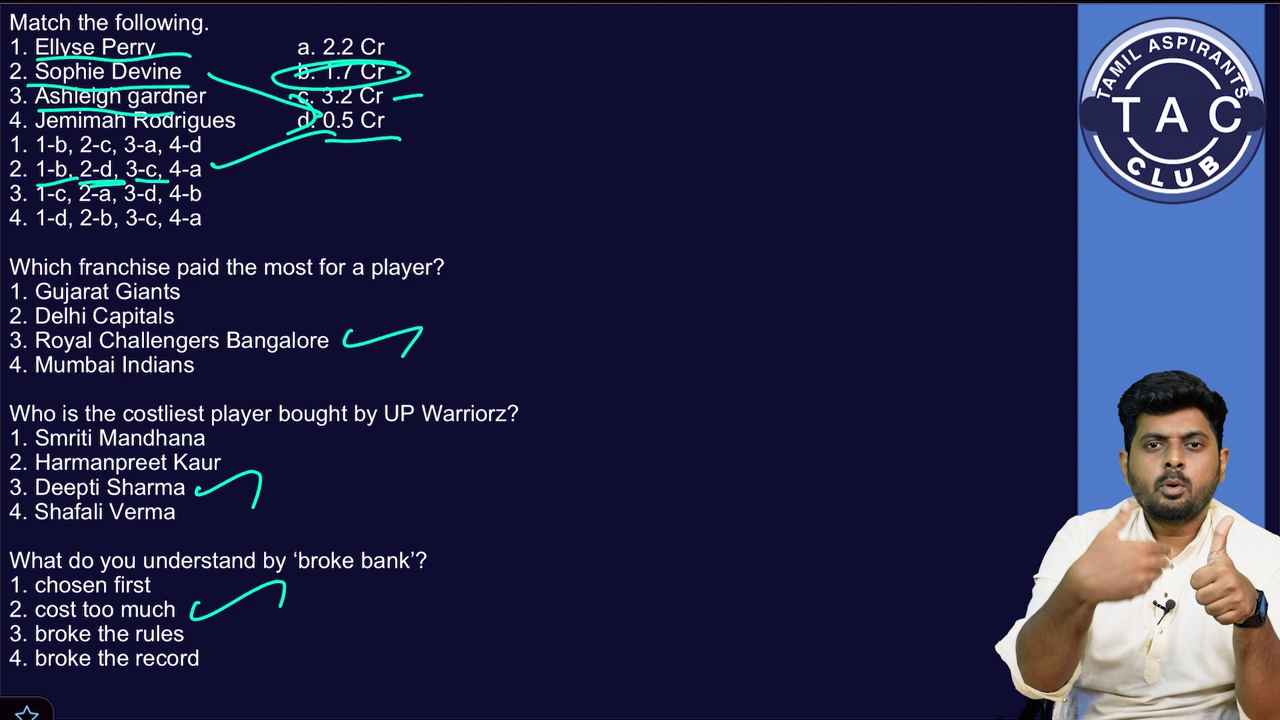 Match the following.
1. Ellyse Perry a. 2.2 Cr
2. Sophie Devine b. 1.7 Cr
3. Ashleigh gardner c. 3.2 Cr
4. Jemimah Rodrigues d. 0.5 Cr
1. 1-b, 2-c, 3-a, 4-d
2. 1-b, 2-d, 3-c, 4-a
3. 1-c, 2-a, 3-d, 4-b
4. 1-d, 2-b, 3-c, 4-a
Which franchise paid the most for a player?
1. Gujarat Giants
2. Delhi Capitals
3. Royal Challengers Bangalore
4. Mumbai Indians
Who is the costliest player bought by UP Warriorz?
1. Smriti Mandhana
2. Harmanpreet Kaur
3. Deepti Sharma
4. Shafali Verma
What do you understand by ‘broke bank’?
1. chosen first
2. cost too much
3. broke the rules
4. broke the record
TAMIL ASPIRANTS
TAC
CLUB